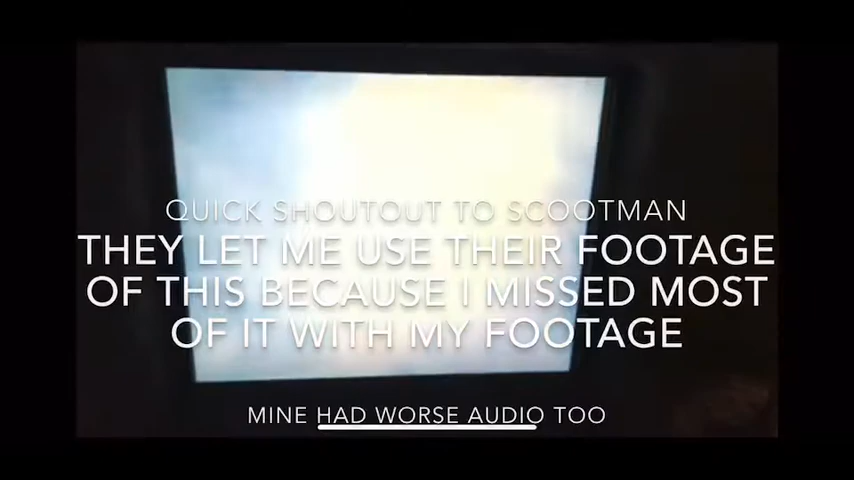 QUICK SHOUTOUT TO SCOOTMAN
THEY LET ME USE THEIR FOOTAGE
OF THIS BECAUSE I MISSED MOST
OF IT WITH MY FOOTAGE
MINE HAD WORSE AUDIO TOO